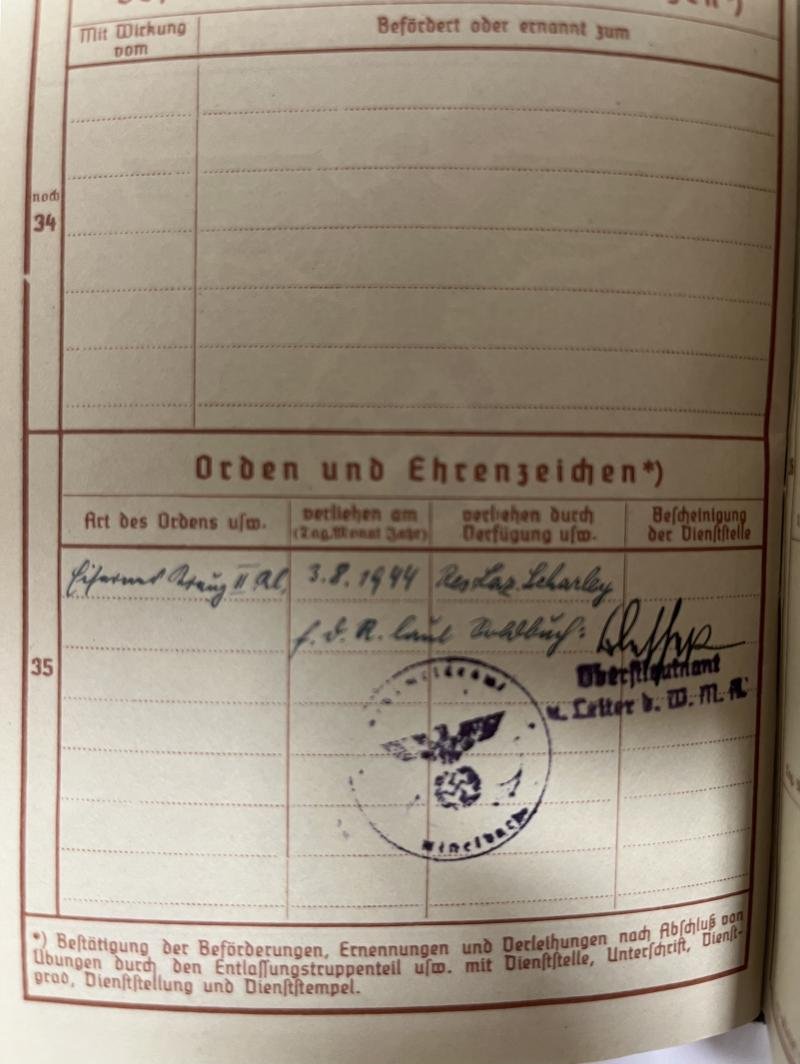 Mit Wirkung vom
Befördert oder ernannt zum
noch
34
Orden und Ehrenzeichen*)
Art des Ordens uſw.
verliehen am
(Tag, Monat, Jahr)
verliehen durch
Verfügung uſw.
Beſcheinigung
der Dienſtſtelle
Eisernes Kreuz II Kl. 3.8.1944 Res. Laz. Scharley
f. d. R. laut Soldbuch:
35
Oberſtleutnant
u. Leiter d. W. M. A.
*) Beſtätigung der Beförderungen, Ernennungen und Verleihungen nach Abſchluß von
Übungen durch den Entlaſſungstruppenteil uſw. mit Dienſtſtelle, Unterſchrift, Dienſt-
grad, Dienſtſtellung und Dienſtſtempel.